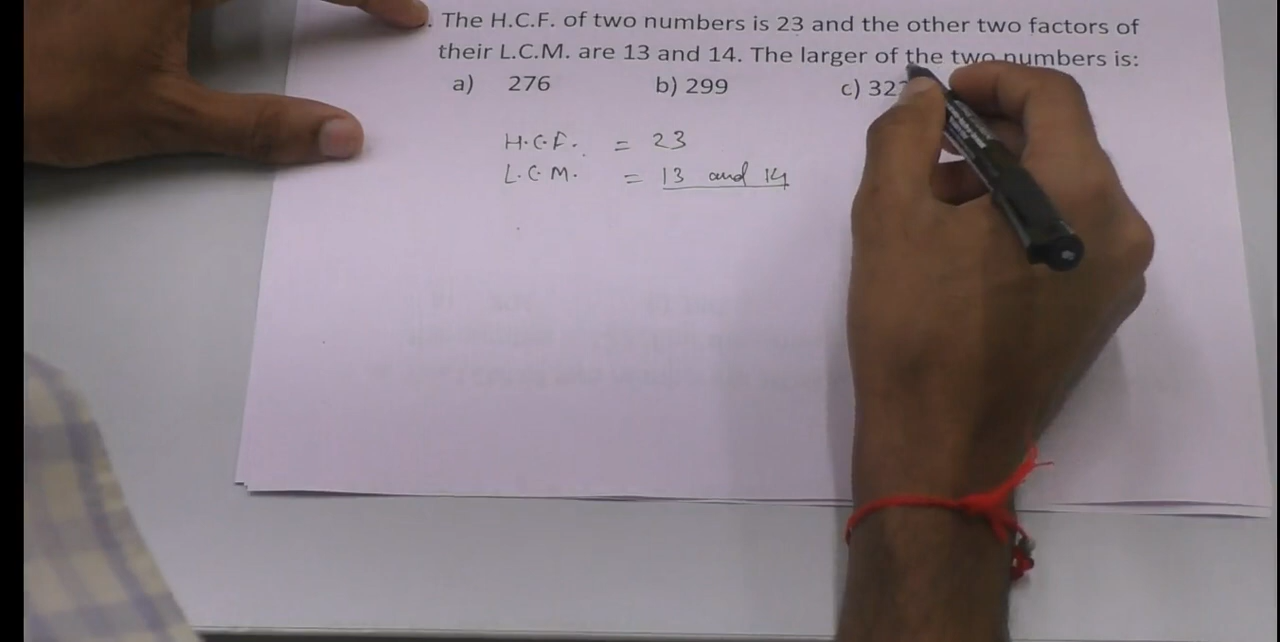 . The H.C.F. of two numbers is 23 and the other two factors of
their L.C.M. are 13 and 14. The larger of the two numbers is:
a) 276 b) 299 c) 32
H.C.F. = 23
L.C.M. = 13 and 14